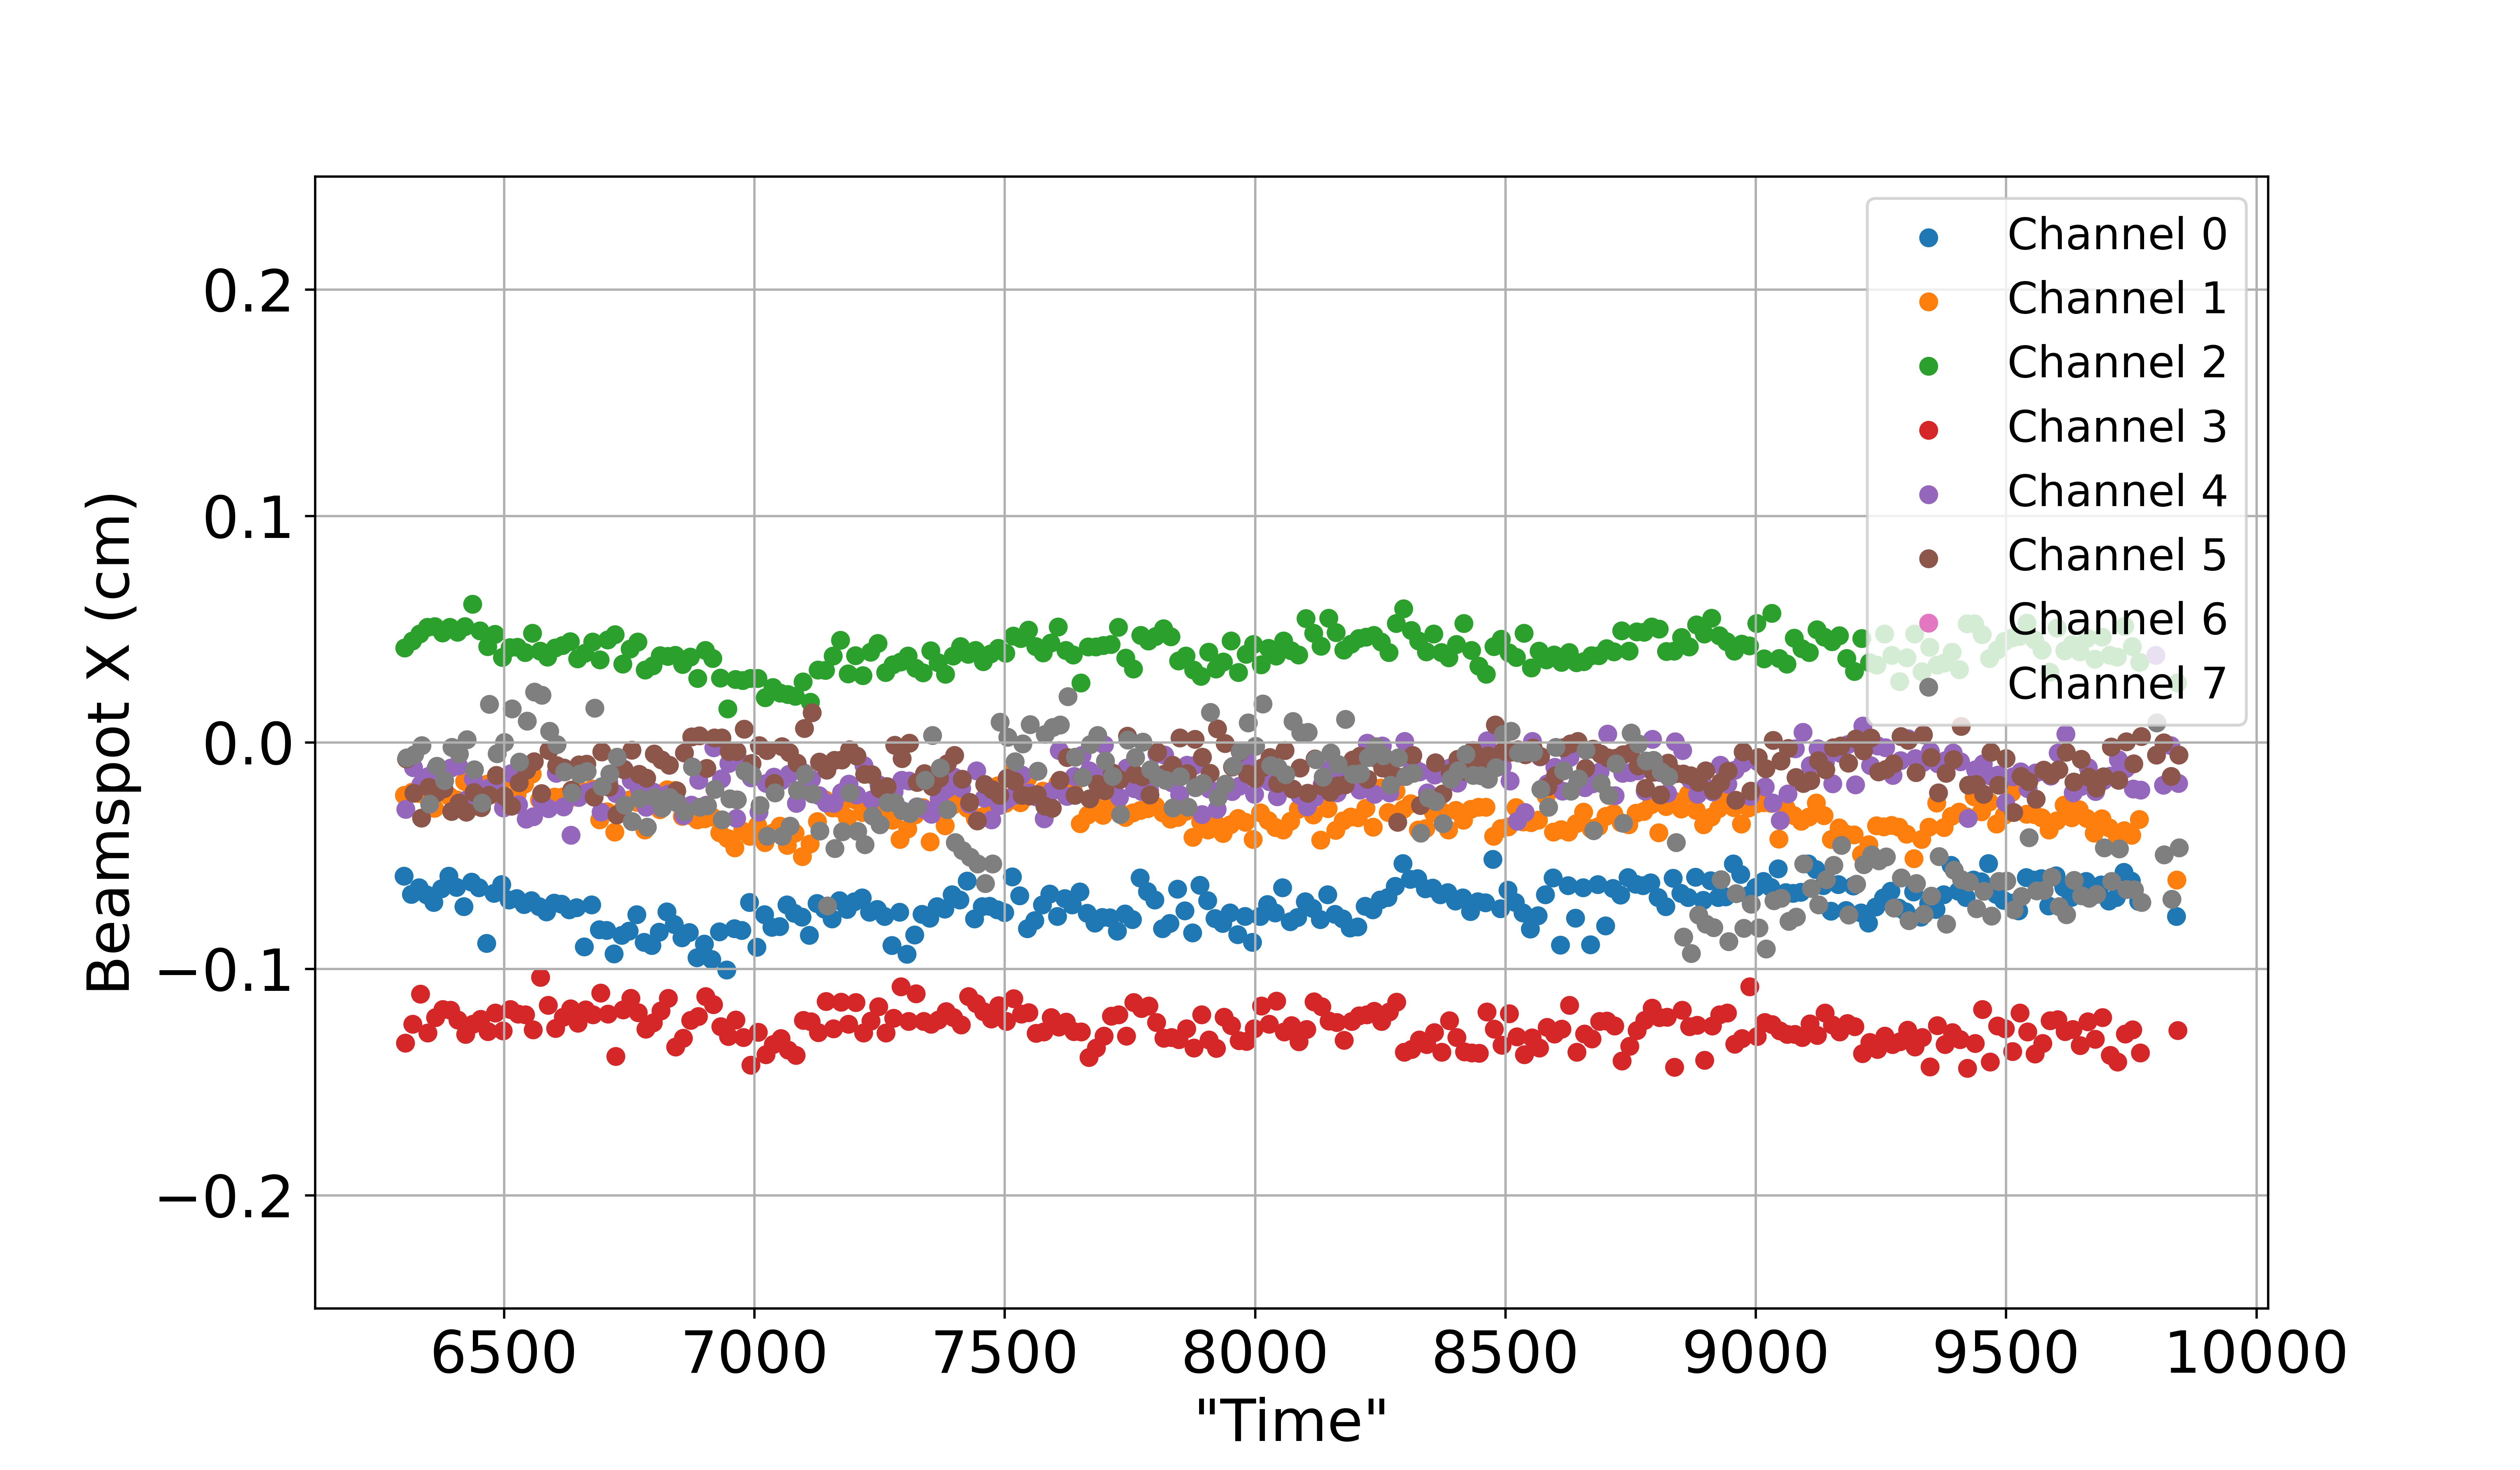 Channel 0
Channel 1
Channel 2
Channel 3
Channel 4
Channel 5
Channel 6
Channel 7
Beamspot X (cm)
0.2
0.1
0.0
−0.1
−0.2
6500 7000 7500 8000 8500 9000 9500 10000
"Time"